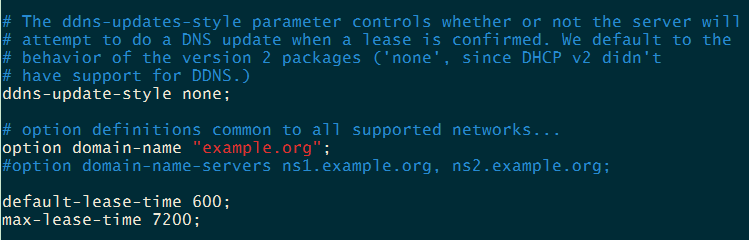 # The ddns-updates-style parameter controls whether or not the server will
# attempt to do a DNS update when a lease is confirmed. We default to the
# behavior of the version 2 packages ('none', since DHCP v2 didn't
# have support for DDNS.)
ddns-update-style none;

# option definitions common to all supported networks...
option domain-name "example.org";
#option domain-name-servers ns1.example.org, ns2.example.org;

default-lease-time 600;
max-lease-time 7200;